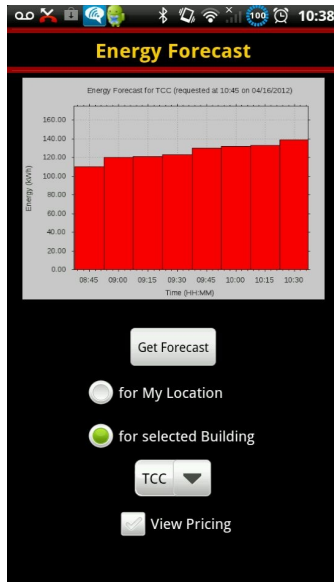 100
10:38
Energy Forecast
Energy Forecast for TCC (requested at 10:45 on 04/16/2012)
Energy (kWh)
160.00
140.00
120.00
100.00
80.00
60.00
40.00
20.00
0.00
08:45 09:00 09:15 09:30 09:45 10:00 10:15 10:30
Time (HH:MM)
Get Forecast
for My Location
for selected Building
TCC
View Pricing